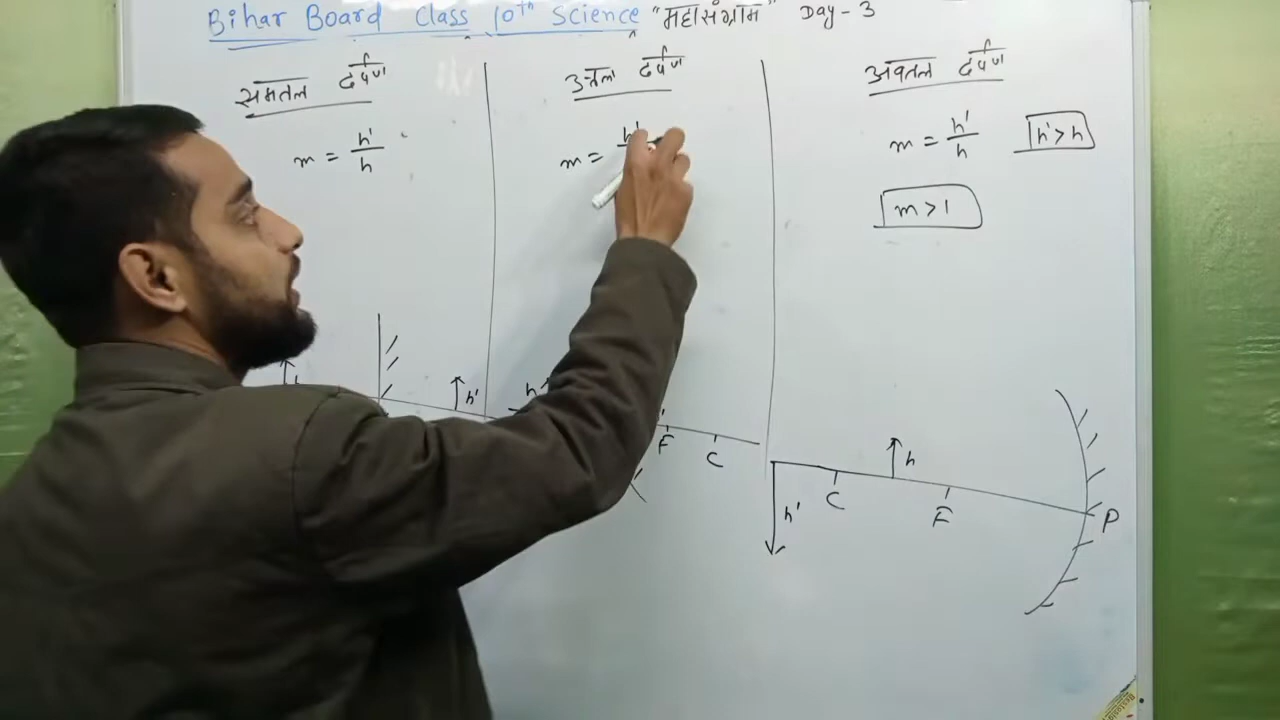 Bihar Board Class 10th Science "महासंग्राम" Day - 3
समतल दर्पण
m = h'/h
h'
उत्तल दर्पण
m = h'
h
F
C
अवतल दर्पण
m = h'/h
h' > h
m > 1
h
h'
C
F
P